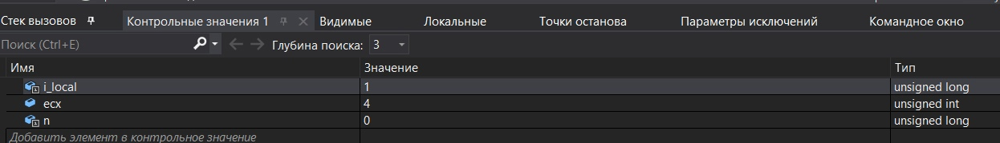 Стек вызовов Контрольные значения 1 Видимые Локальные Точки останова Параметры исключений Командное окно
Поиск (Ctrl+E) Глубина поиска: 3
Имя Значение Тип
i_local 1 unsigned long
ecx 4 unsigned int
n 0 unsigned long
Добавить элемент в контрольное значение